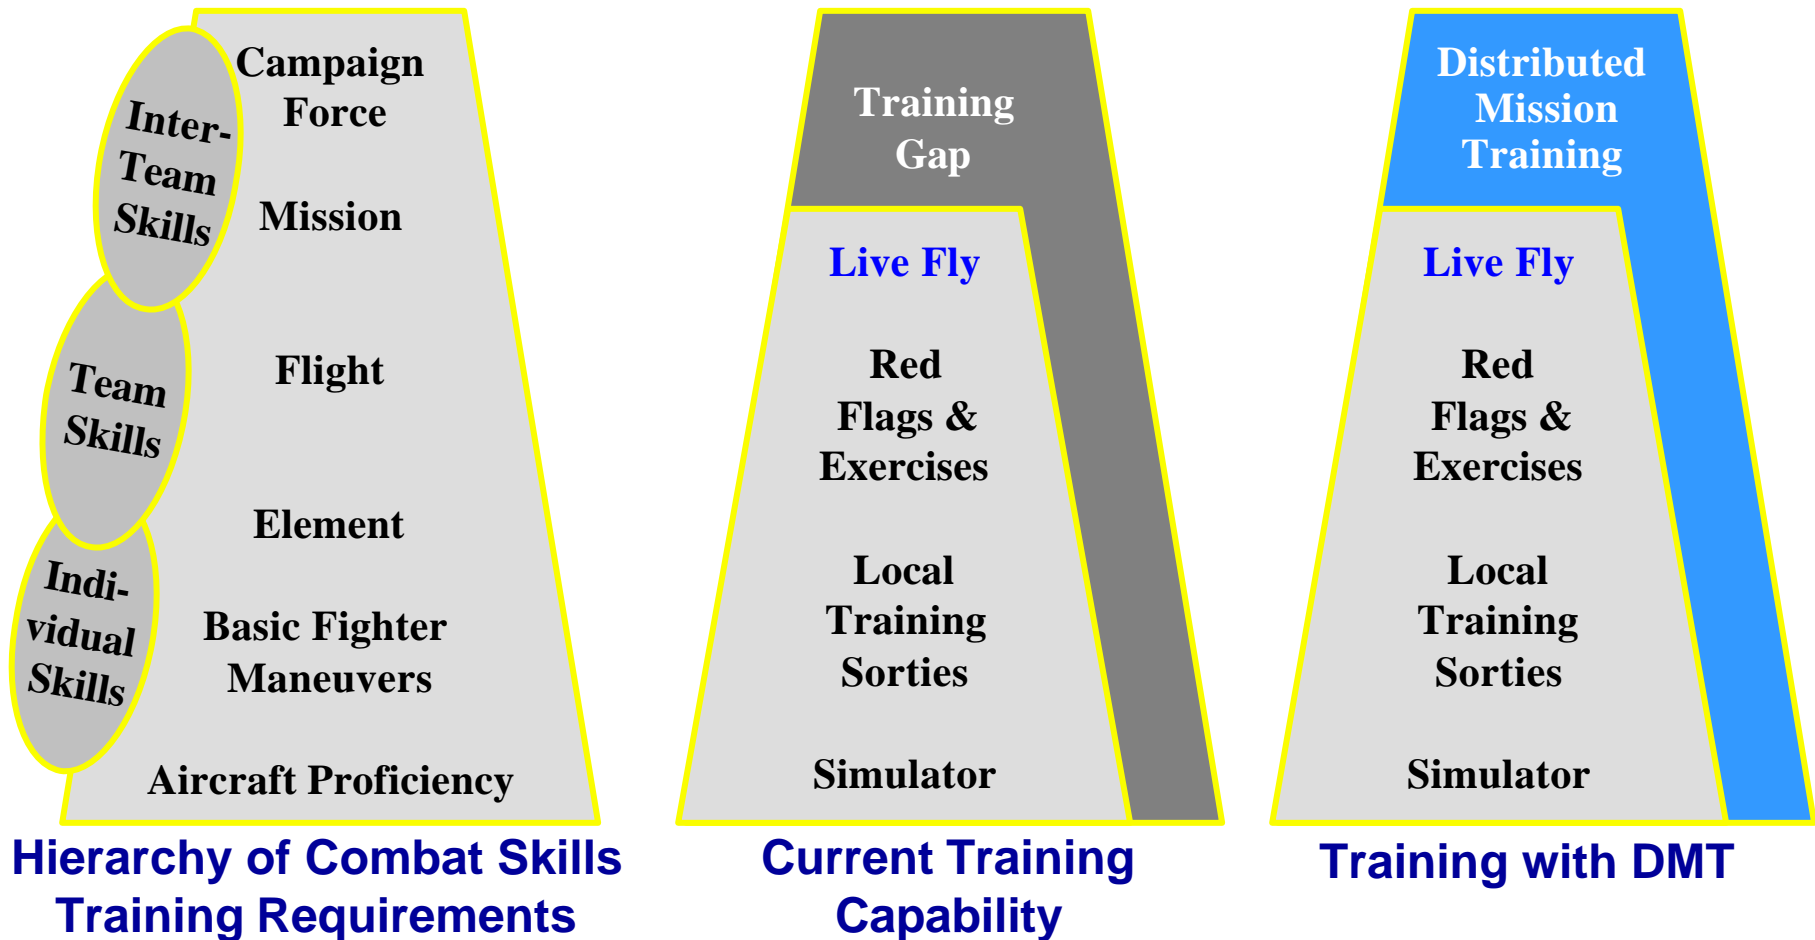 Inter-
Team
Skills
Team
Skills
Indi-
vidual
Skills
Campaign
Force
Mission
Flight
Element
Basic Fighter
Maneuvers
Aircraft Proficiency
Hierarchy of Combat Skills
Training Requirements
Training
Gap
Live Fly
Red
Flags &
Exercises
Local
Training
Sorties
Simulator
Current Training
Capability
Distributed
Mission
Training
Live Fly
Red
Flags &
Exercises
Local
Training
Sorties
Simulator
Training with DMT